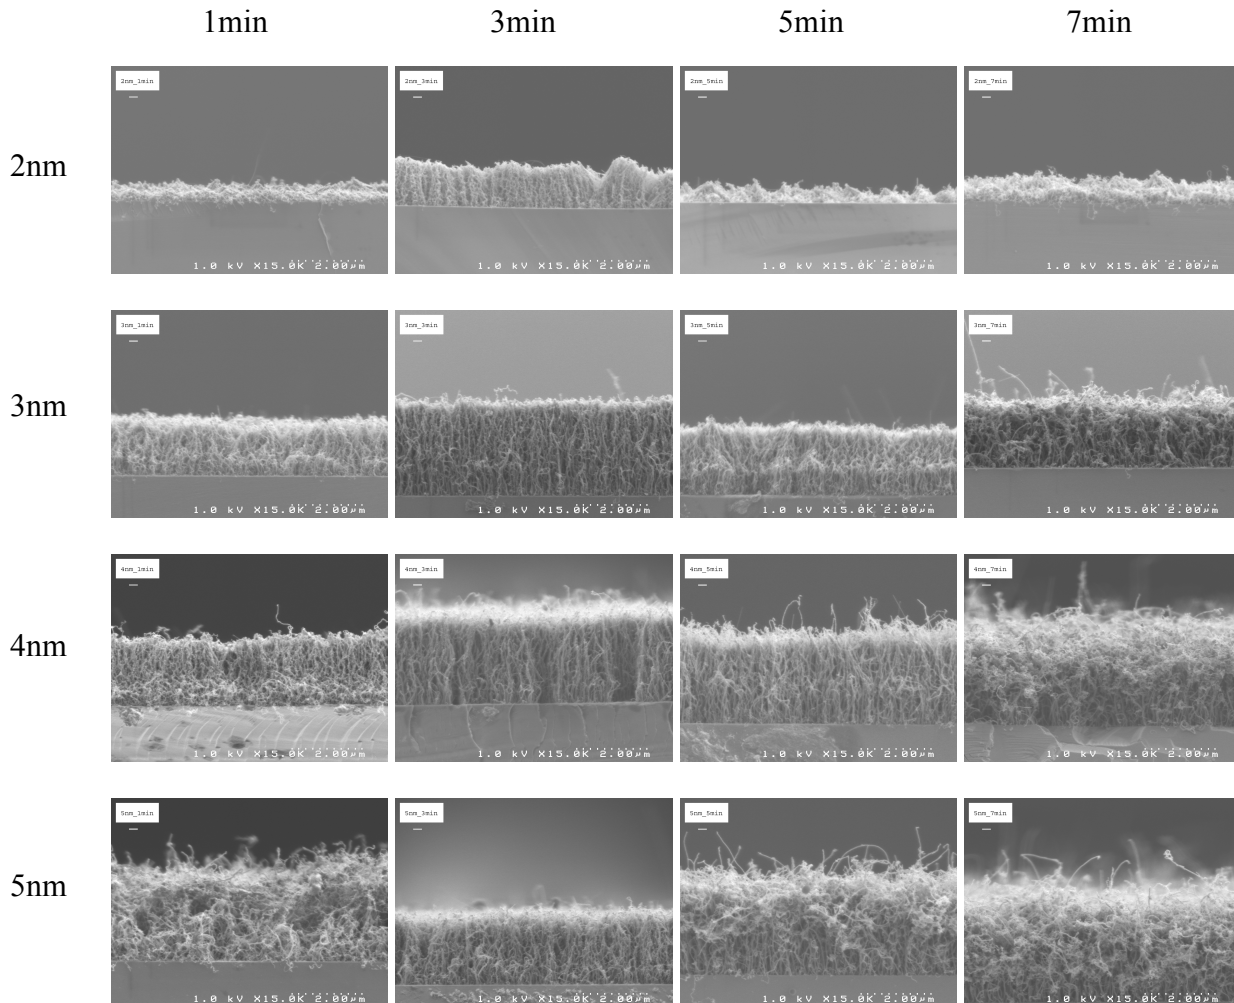 1min 3min 5min 7min
2nm
2nm_1min 2nm_3min 2nm_5min 2nm_7min
1.0 kV X15.0K 2.00µm 1.0 kV X15.0K 2.00µm 1.0 kV X15.0K 2.00µm 1.0 kV X15.0K 2.00µm
3nm
3nm_1min 3nm_3min 3nm_5min 3nm_7min
1.0 kV X15.0K 2.00µm 1.0 kV X15.0K 2.00µm 1.0 kV X15.0K 2.00µm 1.0 kV X15.0K 2.00µm
4nm
4nm_1min 4nm_3min 4nm_5min 4nm_7min
1.0 kV X15.0K 2.00µm 1.0 kV X15.0K 2.00µm 1.0 kV X15.0K 2.00µm 1.0 kV X15.0K 2.00µm
5nm
5nm_1min 5nm_3min 5nm_5min 5nm_7min
1.0 kV X15.0K 2.00µm 1.0 kV X15.0K 2.00µm 1.0 kV X15.0K 2.00µm 1.0 kV X15.0K 2.00µm